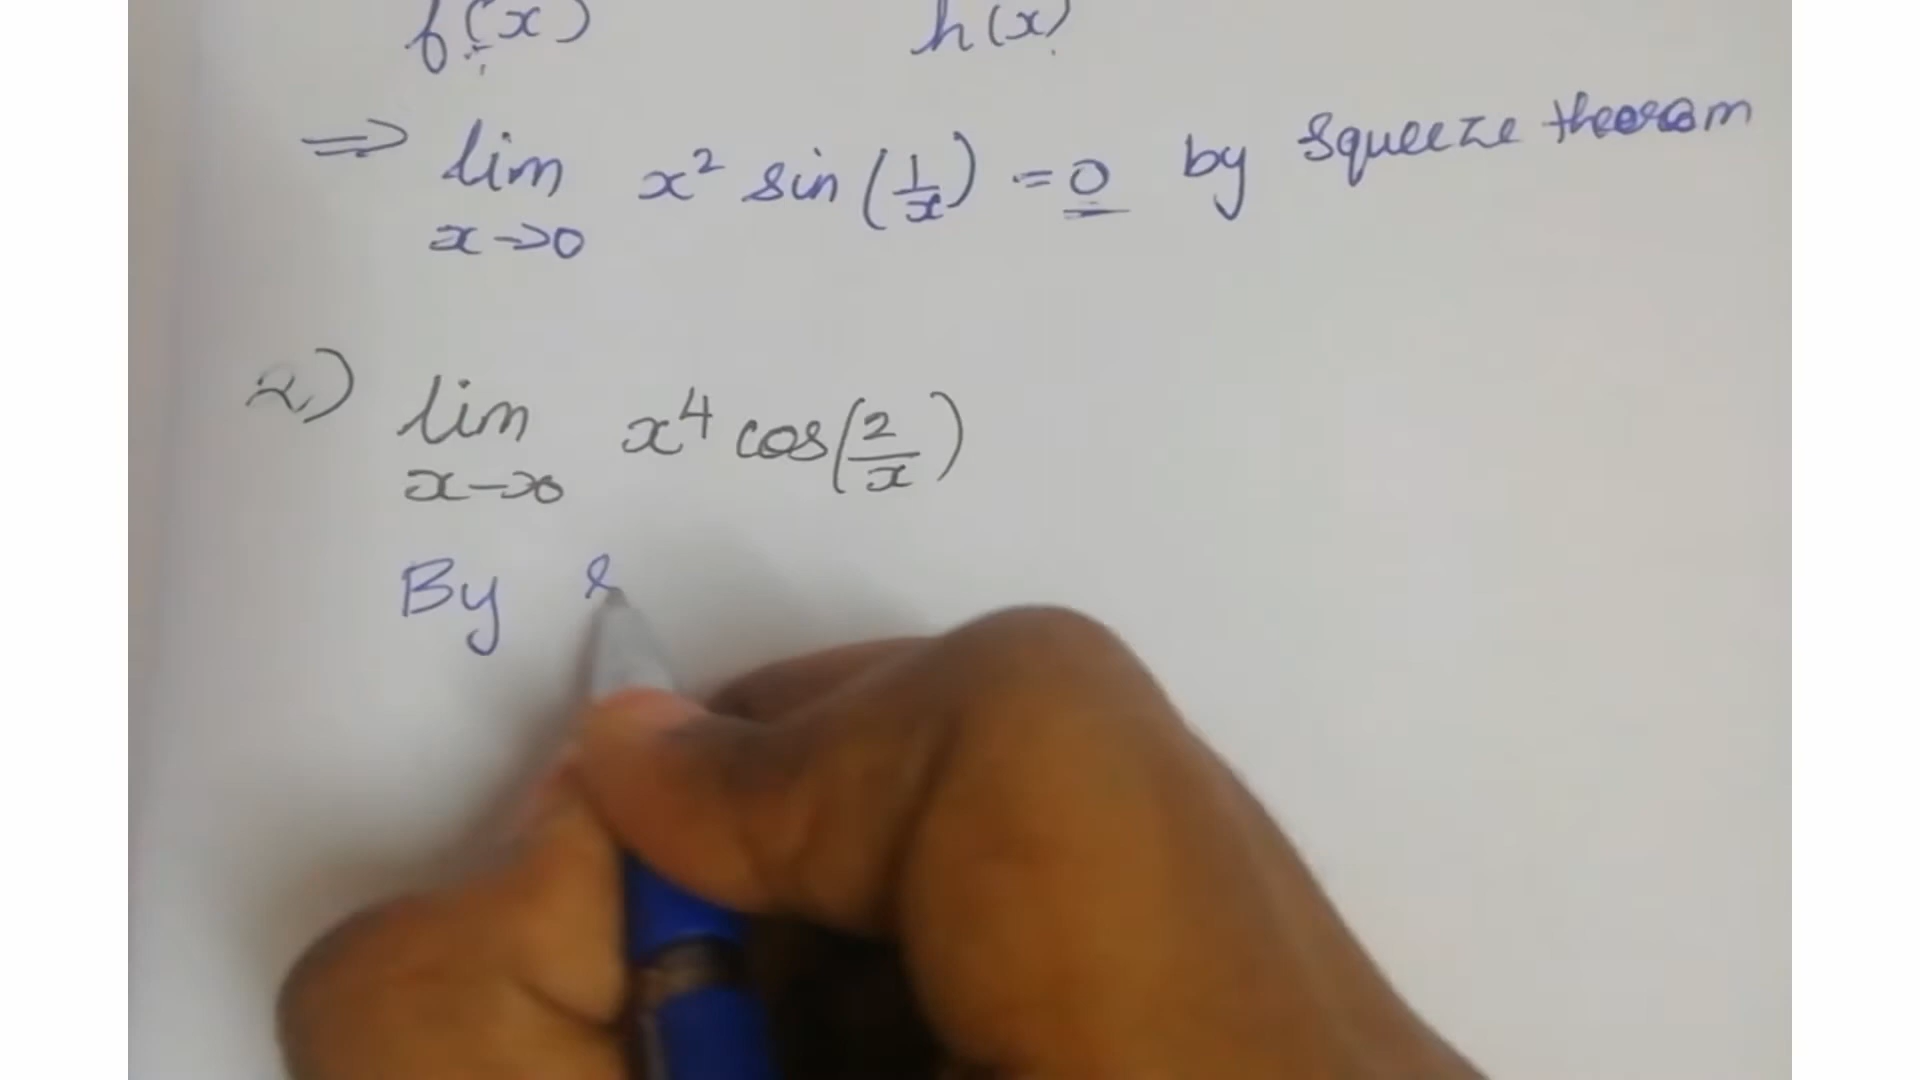 f(x) h(x)
⇒ lim x→0 x² sin(1/x) = 0 by squeeze theorem
2) lim x→0 x⁴ cos(2/x)
By s